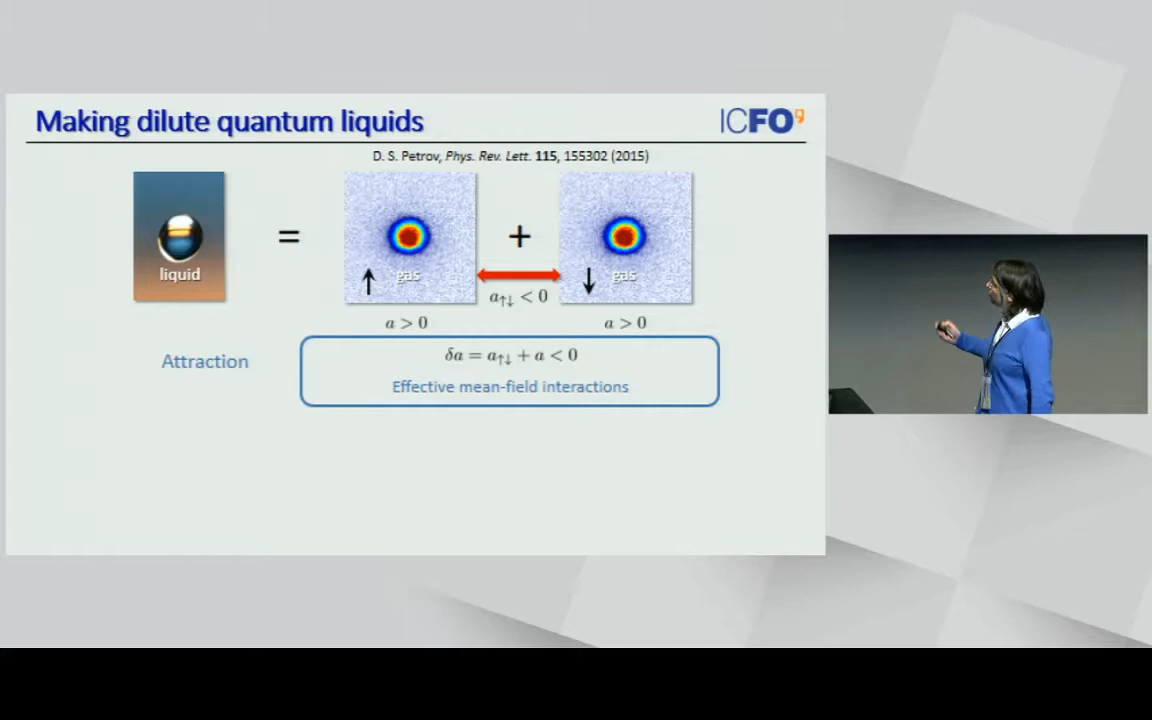 Making dilute quantum liquids
ICFO
D. S. Petrov, Phys. Rev. Lett. 115, 155302 (2015)
liquid
=
↑
gas
+
a↑↓ < 0
↓
gas
a > 0
a > 0
Attraction
δa = a↑↓ + a < 0
Effective mean-field interactions